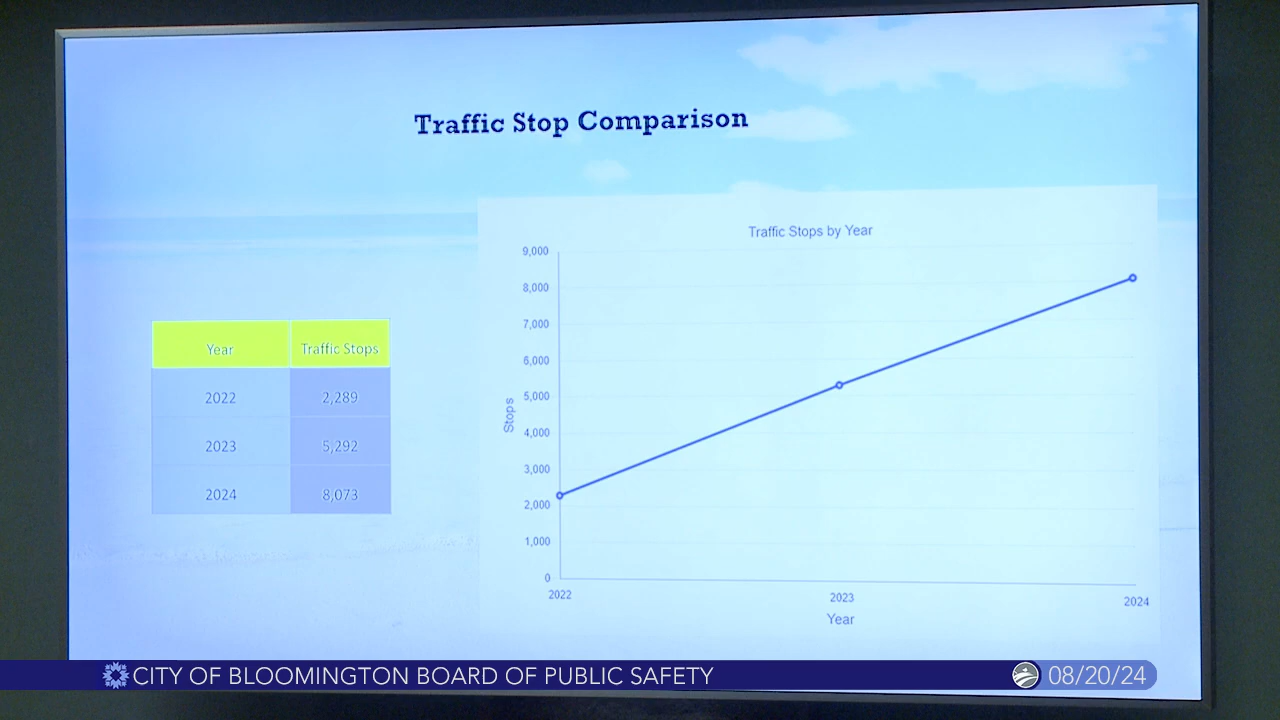 Traffic Stop Comparison
Year Traffic Stops
2022 2,289
2023 5,292
2024 8,073
Traffic Stops by Year
9,000
8,000
7,000
6,000
5,000
4,000
3,000
2,000
1,000
0
Stops
2022 2023 2024
Year
CITY OF BLOOMINGTON BOARD OF PUBLIC SAFETY 08/20/24